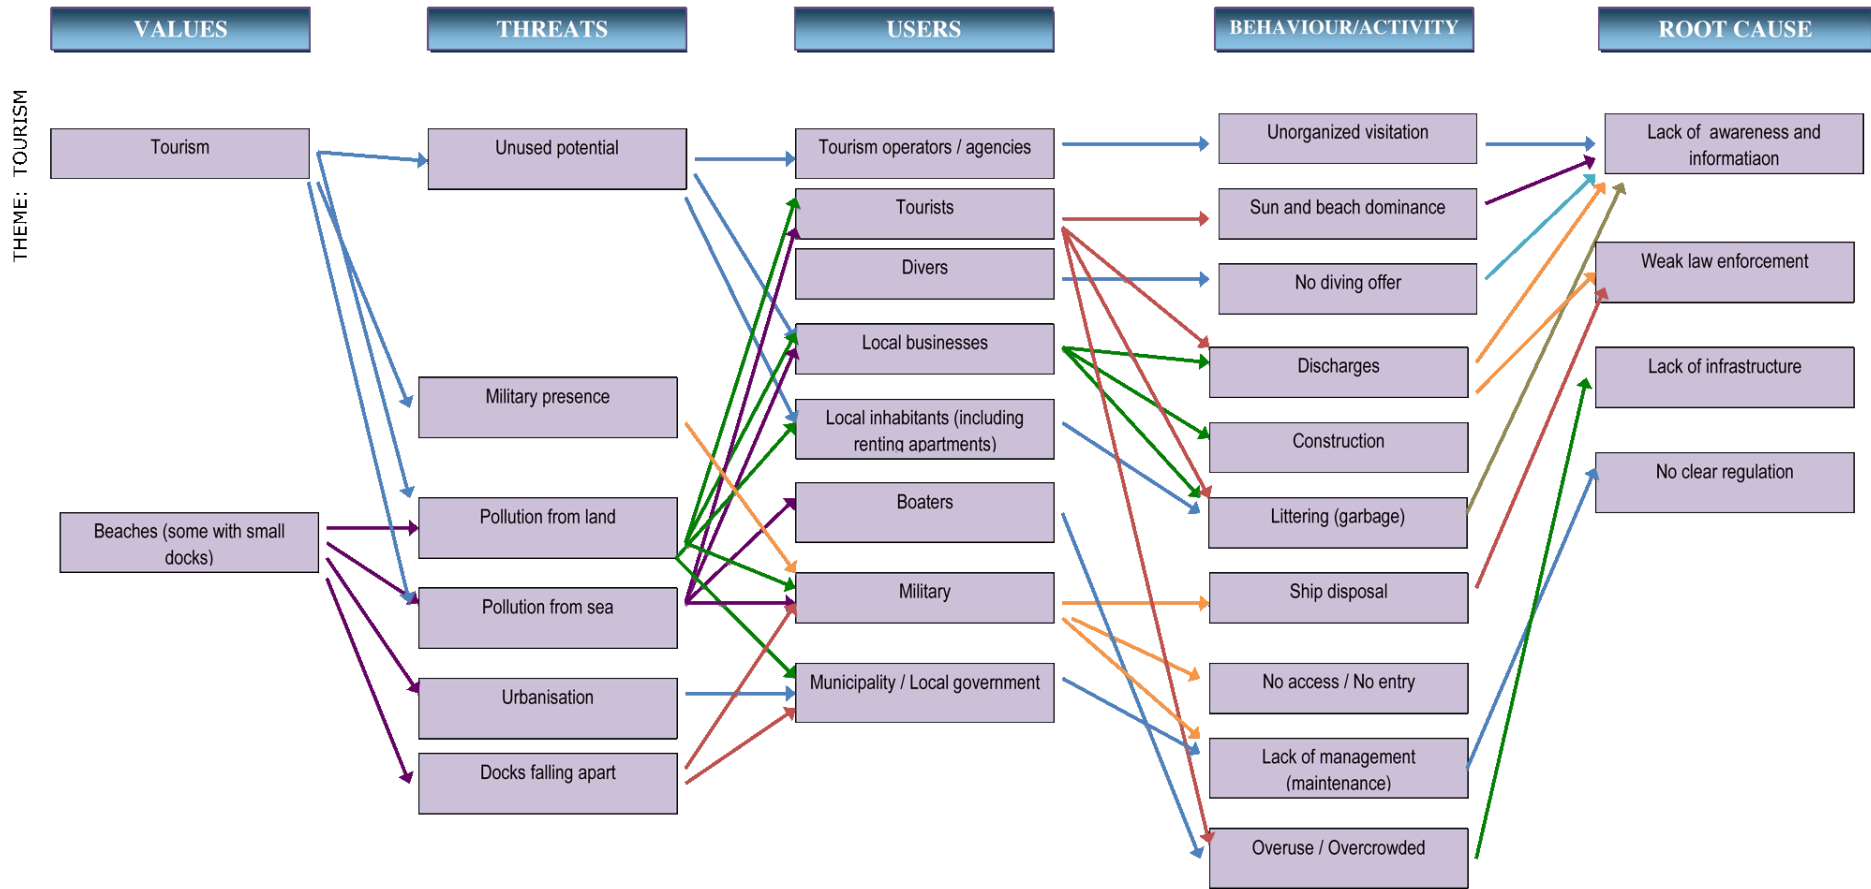 VALUES
THREATS
USERS
BEHAVIOUR/ACTIVITY
ROOT CAUSE
THEME: TOURISM
Tourism
Beaches (some with small
docks)
Unused potential
Military presence
Pollution from land
Pollution from sea
Urbanisation
Docks falling apart
Tourism operators / agencies
Tourists
Divers
Local businesses
Local inhabitants (including
renting apartments)
Boaters
Military
Municipality / Local government
Unorganized visitation
Sun and beach dominance
No diving offer
Discharges
Construction
Littering (garbage)
Ship disposal
No access / No entry
Lack of management
(maintenance)
Overuse / Overcrowded
Lack of awareness and
informatiaon
Weak law enforcement
Lack of infrastructure
No clear regulation